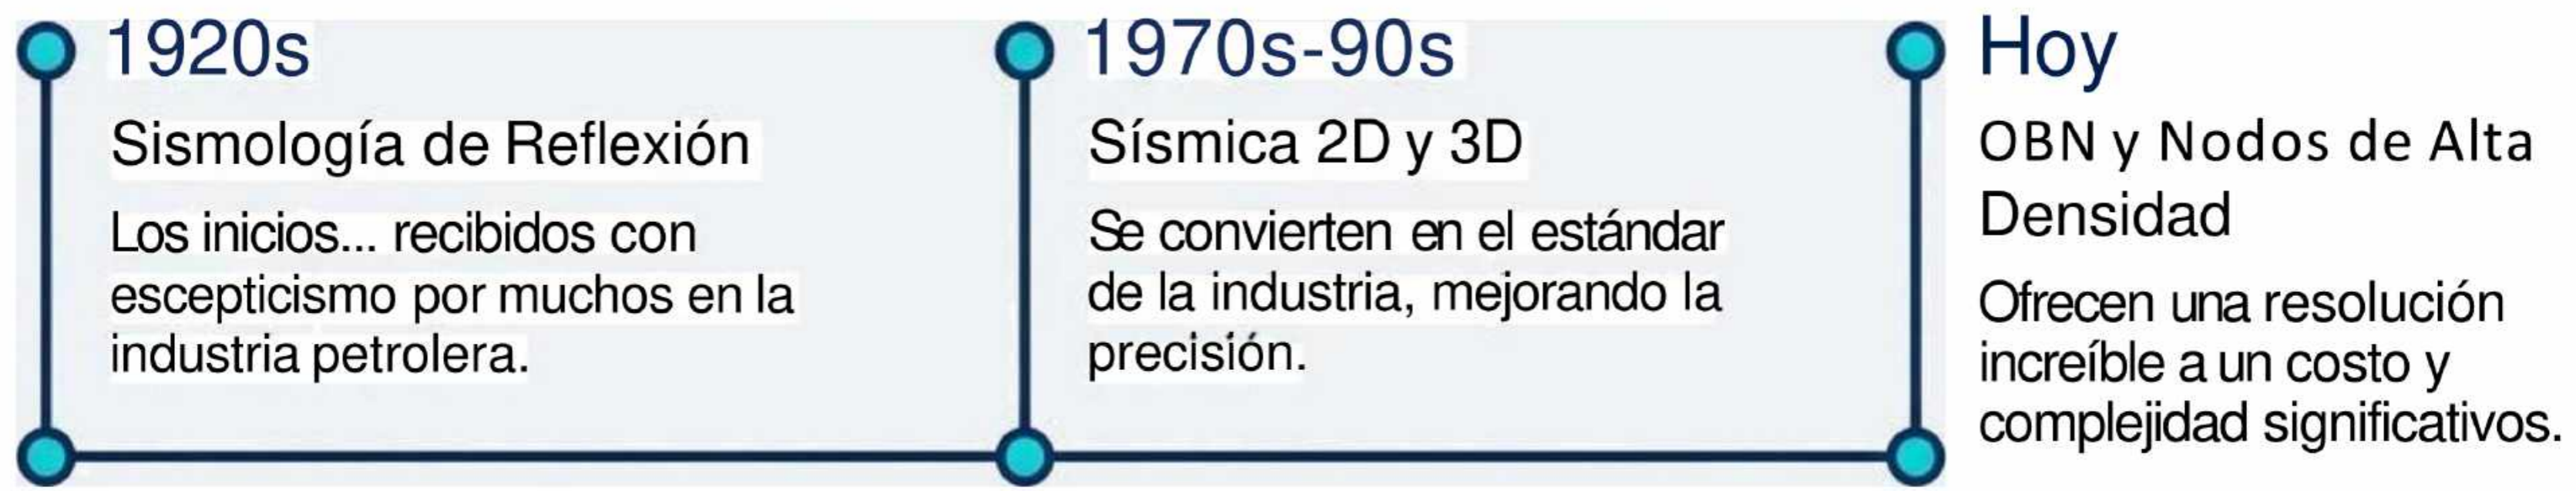 1920s
Sismología de Reflexión
Los inicios... recibidos con
escepticismo por muchos en la
industria petrolera.
1970s-90s
Sísmica 2D y 3D
Se convierten en el estándar
de la industria, mejorando la
precisión.
Hoy
OBN y Nodos de Alta
Densidad
Ofrecen una resolución
increíble a un costo y
complejidad significativos.